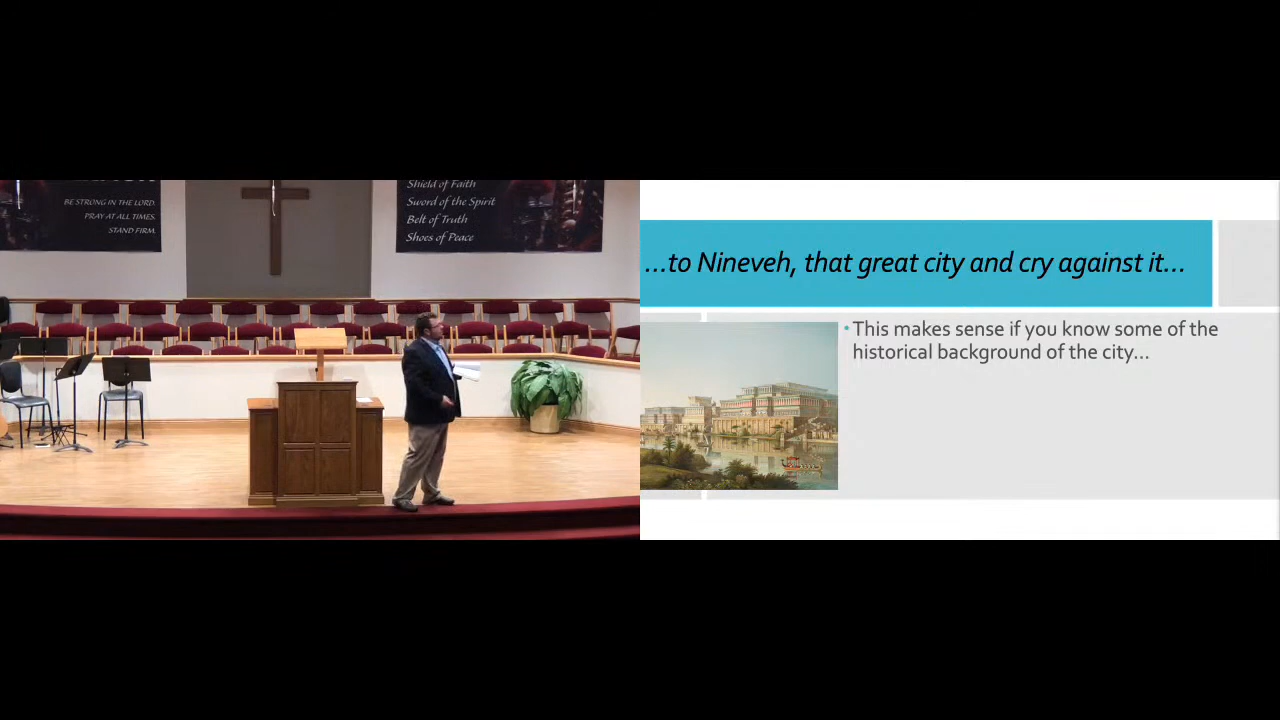 BE STRONG IN THE LORD.
PRAY AT ALL TIMES.
STAND FIRM.
Shield of Faith
Sword of the Spirit
Belt of Truth
Shoes of Peace
...to Nineveh, that great city and cry against it...
• This makes sense if you know some of the
historical background of the city...